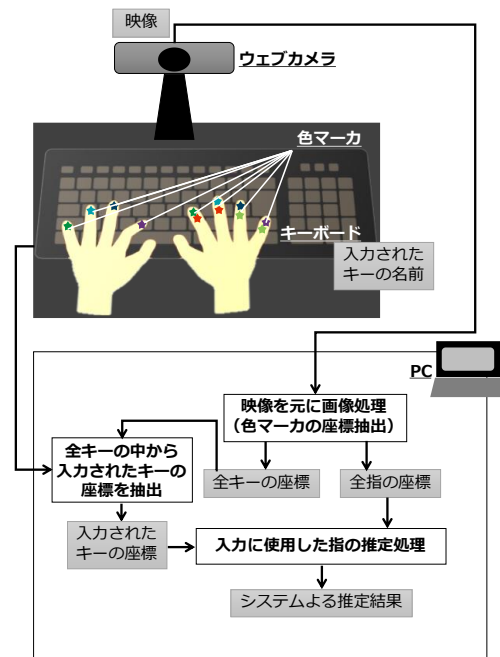 映像
ウェブカメラ
色マーカ
キーボード
入力された
キーの名前
PC
映像を元に画像処理
（色マーカの座標抽出）
全キーの中から
入力されたキーの
座標を抽出
全キーの座標
全指の座標
入力された
キーの座標
入力に使用した指の推定処理
システムよる推定結果